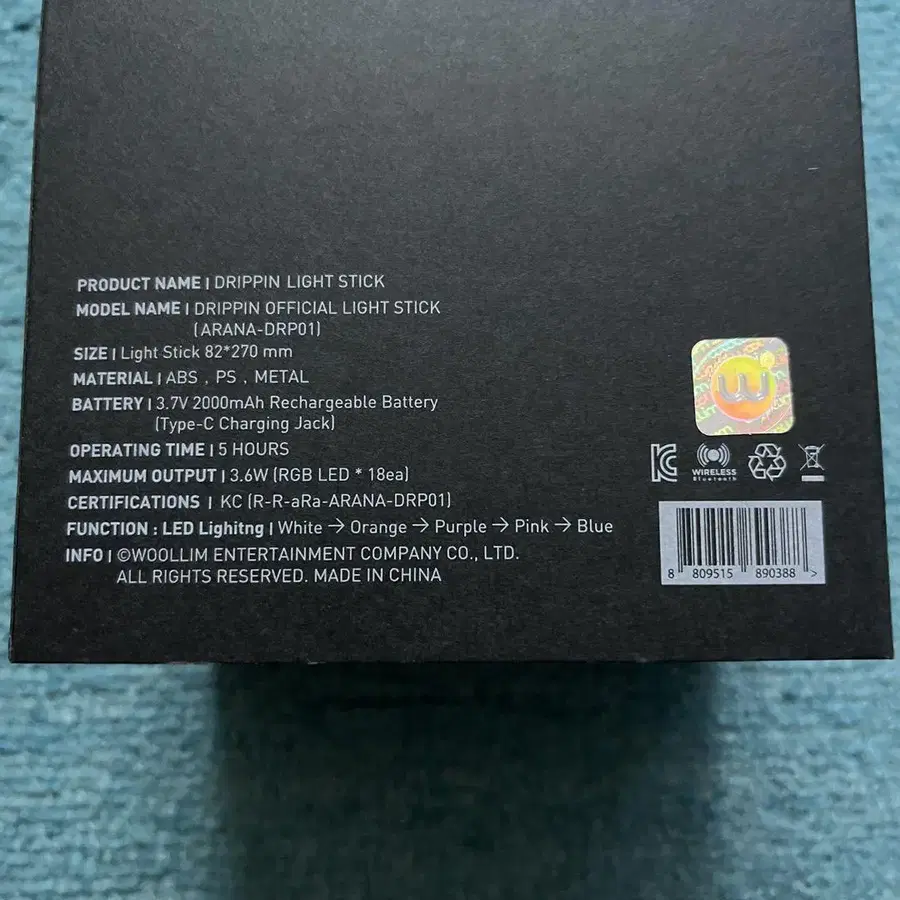 PRODUCT NAME | DRIPPIN LIGHT STICK
MODEL NAME | DRIPPIN OFFICIAL LIGHT STICK
(ARANA-DRP01)
SIZE | Light Stick 82*270 mm
MATERIAL | ABS , PS , METAL
BATTERY | 3.7V 2000mAh Rechargeable Battery
(Type-C Charging Jack)
OPERATING TIME | 5 HOURS
MAXIMUM OUTPUT | 3.6W (RGB LED * 18ea)
CERTIFICATIONS | KC (R-R-aRa-ARANA-DRP01)
FUNCTION : LED Lighitng | White → Orange → Purple → Pink → Blue
INFO | ©WOOLLIM ENTERTAINMENT COMPANY CO., LTD.
ALL RIGHTS RESERVED. MADE IN CHINA
W
KC
WIRELESS
Bluetooth
8 809515 890388 >